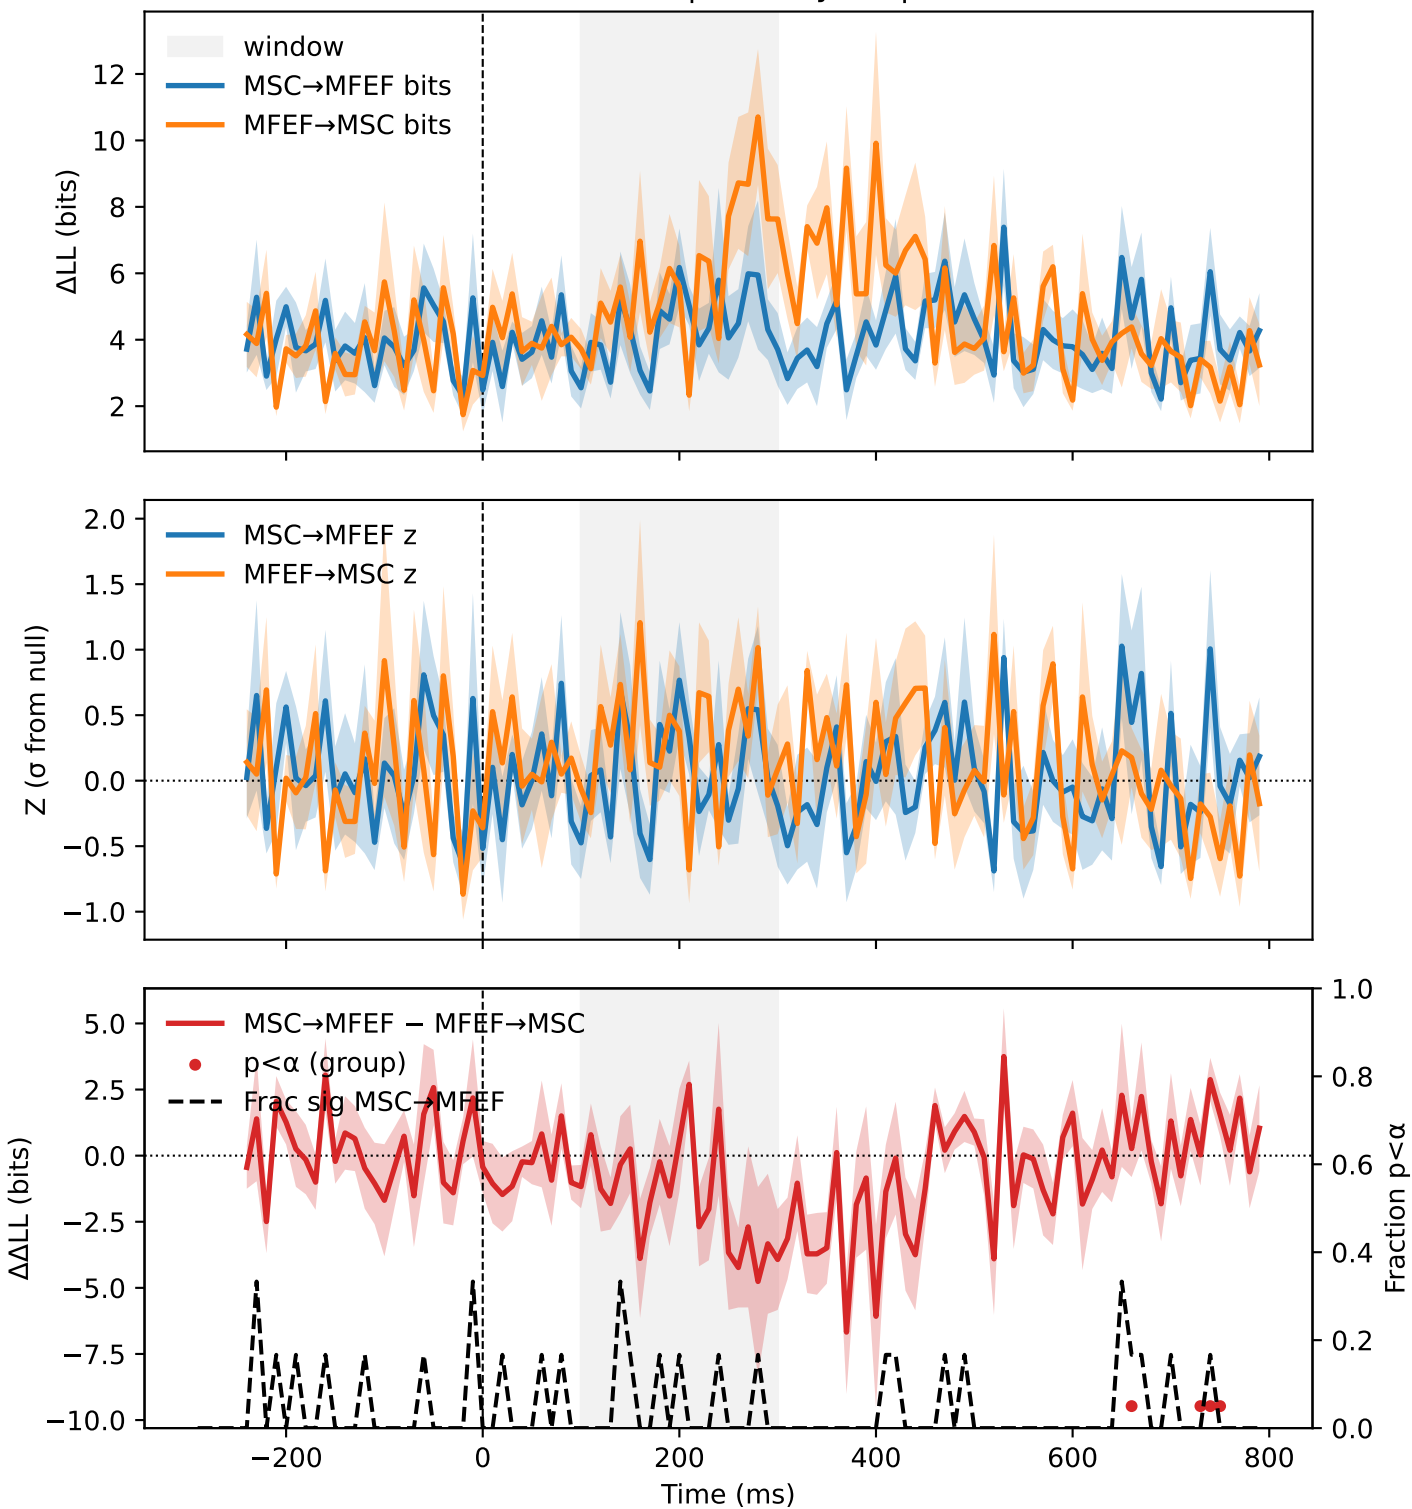 window
MSC→MFEF bits
MFEF→MSC bits
12
10
8
6
4
2
ΔLL (bits)
MSC→MFEF z
MFEF→MSC z
2.0
1.5
1.0
0.5
0.0
−0.5
−1.0
Z (σ from null)
MSC→MFEF − MFEF→MSC
p<α (group)
Frac sig MSC→MFEF
5.0
2.5
0.0
−2.5
−5.0
−7.5
−10.0
ΔΔLL (bits)
1.0
0.8
0.6
0.4
0.2
0.0
Fraction p<α
−200 0 200 400 600 800
Time (ms)